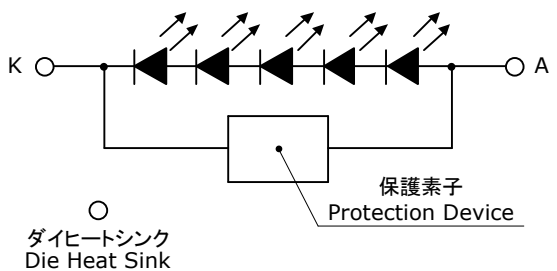 K
A
保護素子
Protection Device
ダイヒートシンク
Die Heat Sink